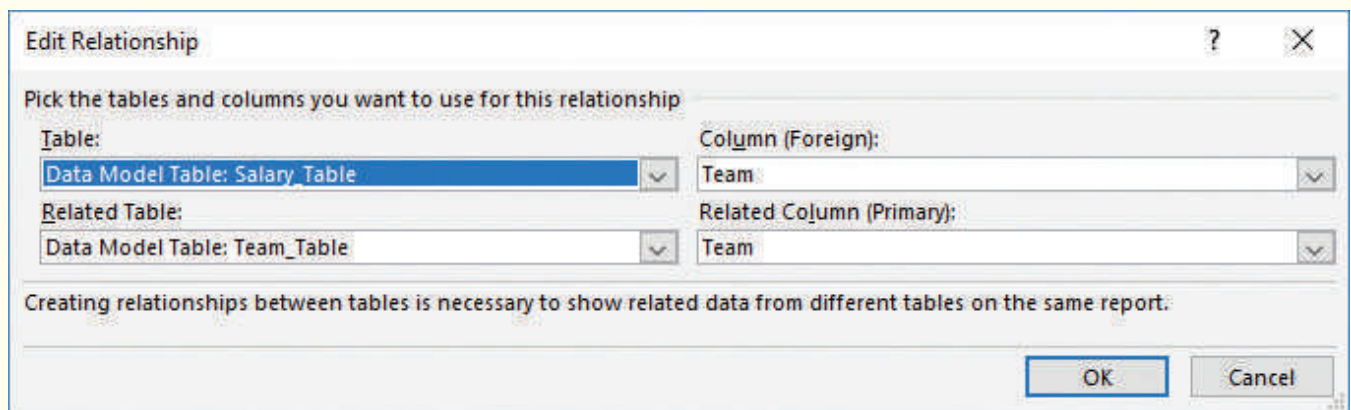 Edit Relationship ? X
Pick the tables and columns you want to use for this relationship
Table: Column (Foreign):
Data Model Table: Salary_Table Team
Related Table: Related Column (Primary):
Data Model Table: Team_Table Team
Creating relationships between tables is necessary to show related data from different tables on the same report.
OK Cancel